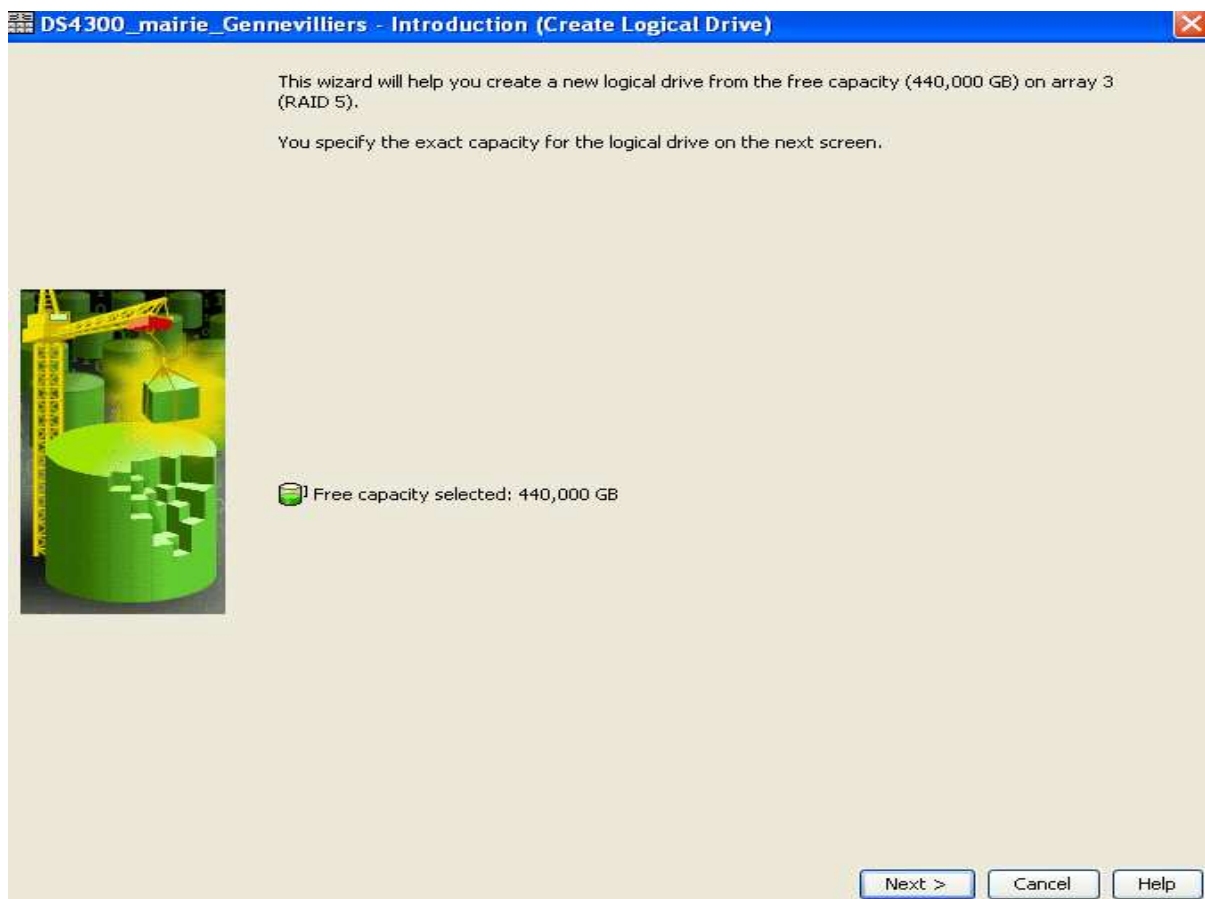 DS4300_mairie_Gennevilliers - Introduction (Create Logical Drive)
This wizard will help you create a new logical drive from the free capacity (440,000 GB) on array 3
(RAID 5).
You specify the exact capacity for the logical drive on the next screen.
Free capacity selected: 440,000 GB
Next >
Cancel
Help